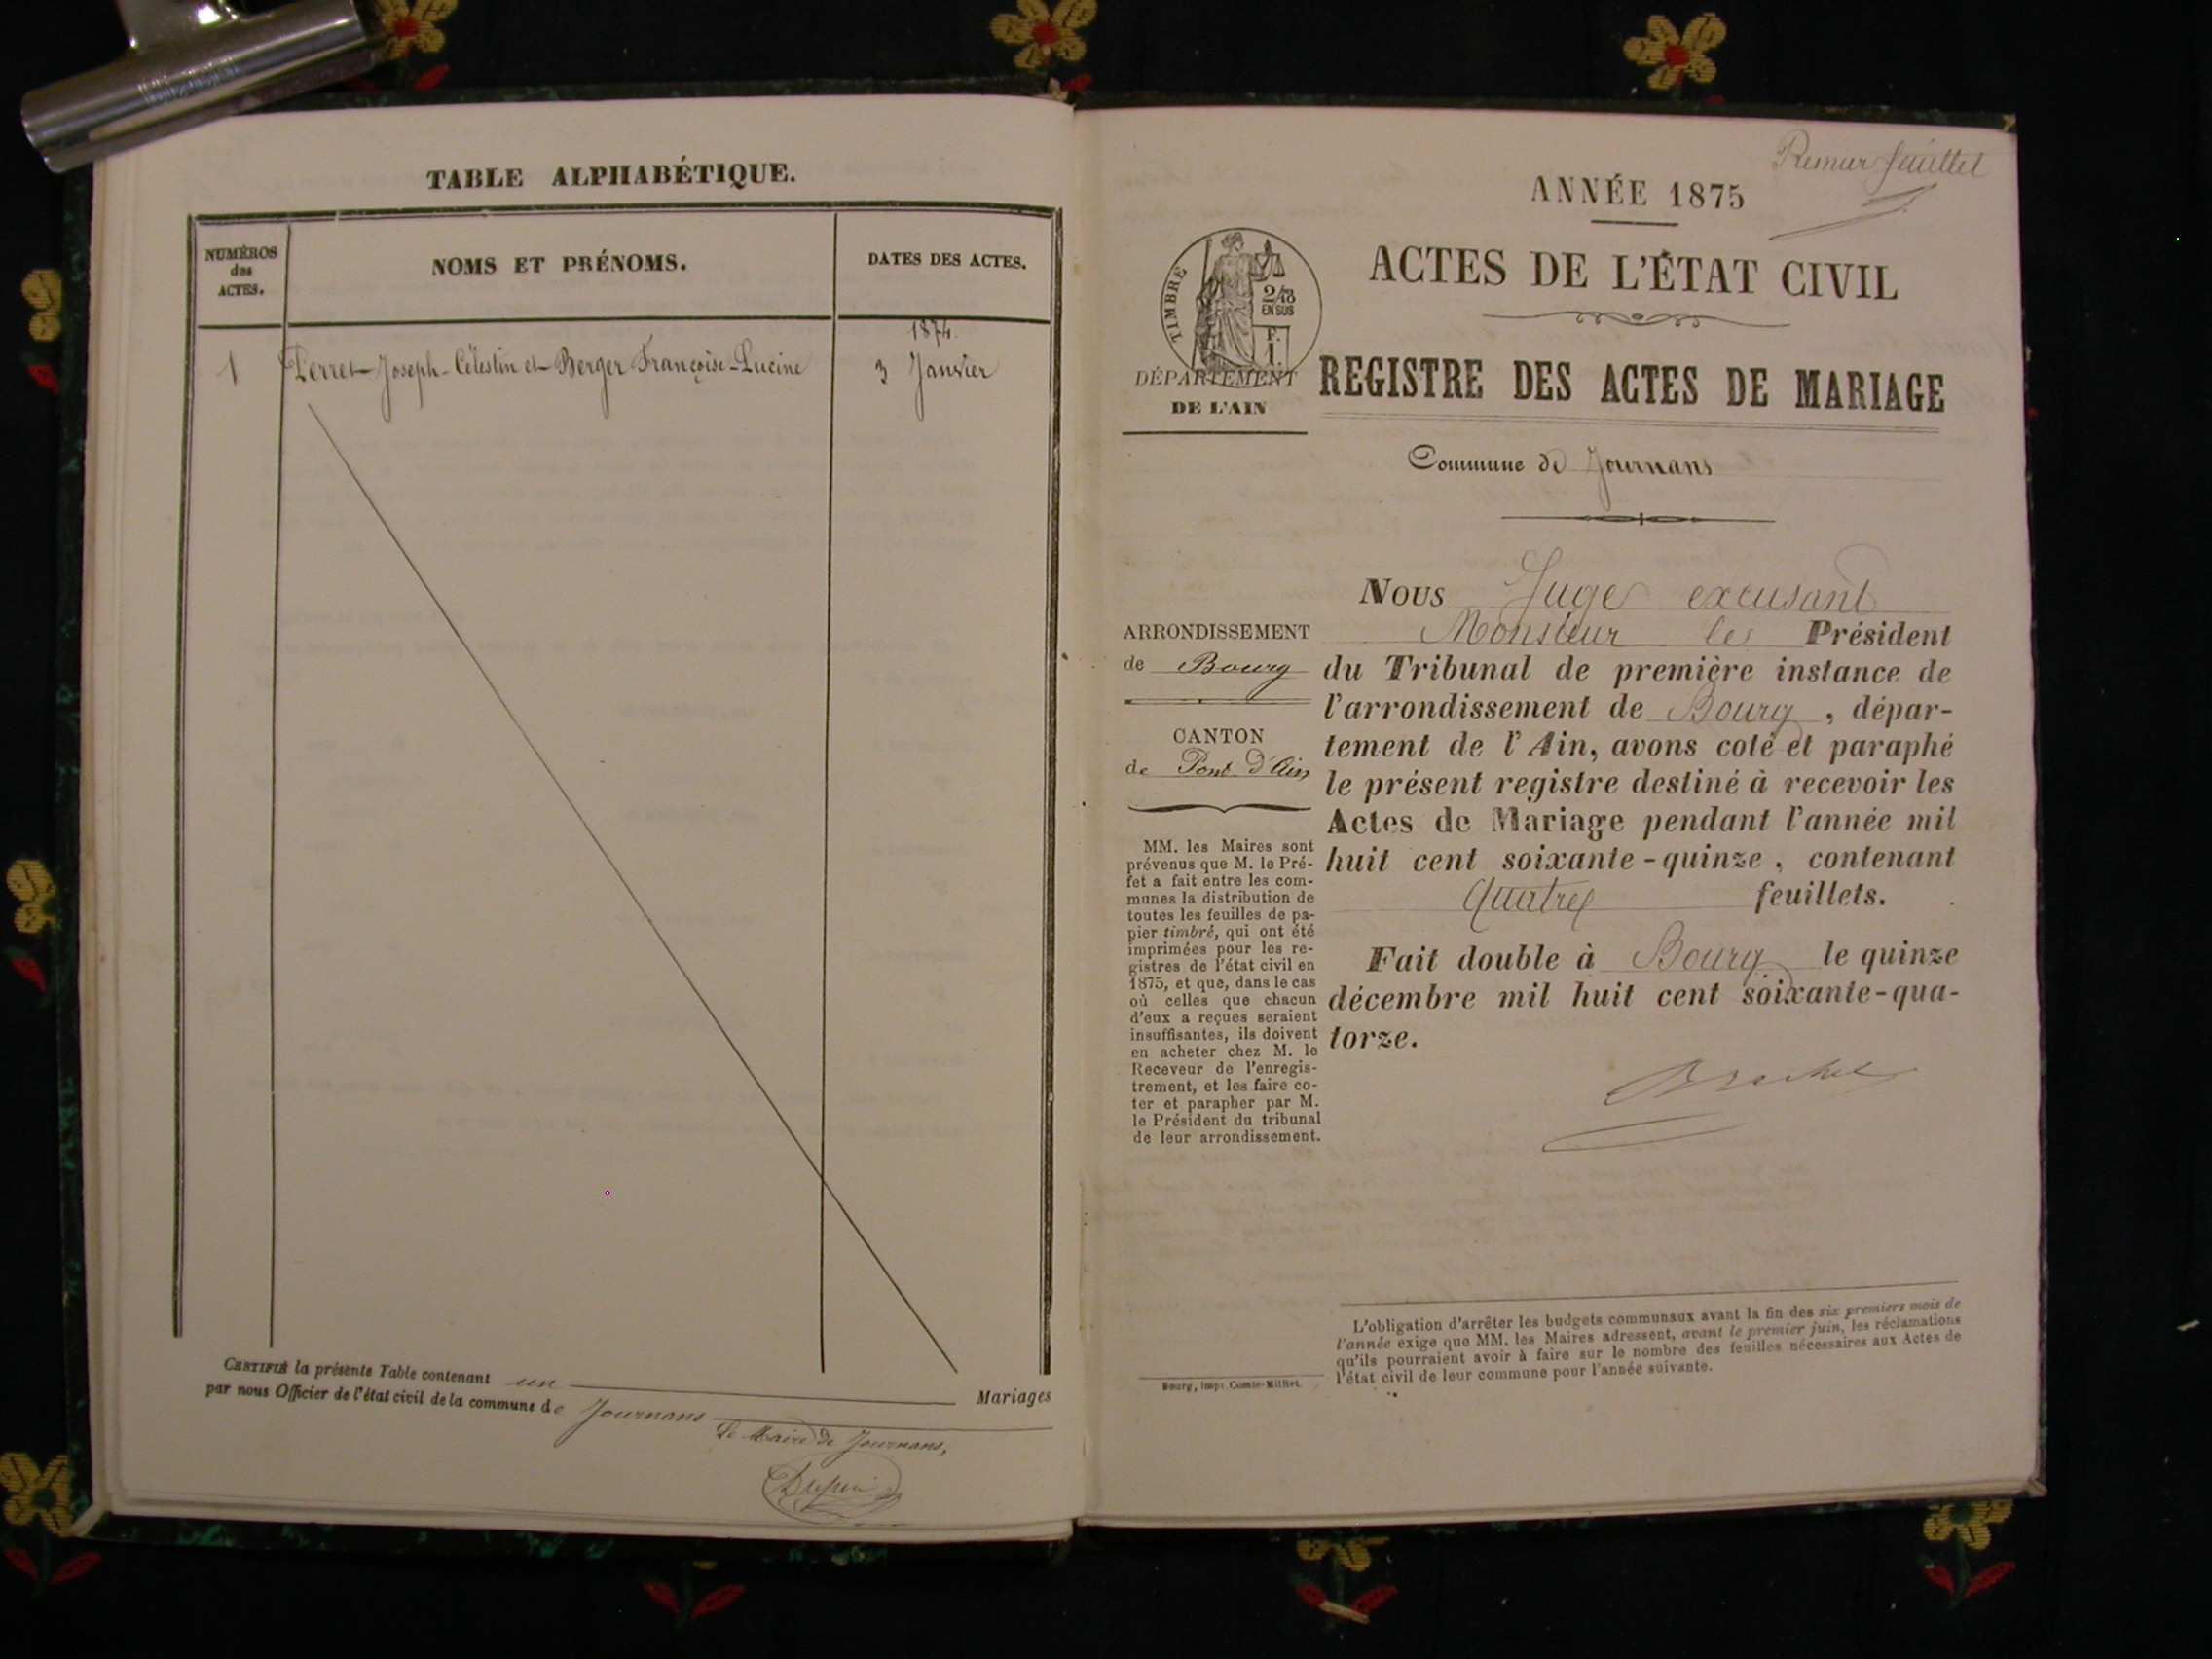 TABLE ALPHABÉTIQUE.
NUMÉROS
des
ACTES.
NOMS ET PRÉNOMS.
DATES DES ACTES.
1874.
1 Perret Joseph-Célestin et Berger Françoise-Lucine 3 Janvier
CERTIFIÉ la présente Table contenant un Mariages
par nous Officier de l'état civil de la commune de Journans
Le Maire de Journans,
Premier feuillet
ANNÉE 1875
ACTES DE L'ÉTAT CIVIL
TIMBRE
2/10
EN SUS
F.
1.
DÉPARTEMENT
DE L'AIN
REGISTRE DES ACTES DE MARIAGE
Commune de Journans
ARRONDISSEMENT
de Bourg
CANTON
de Pont d'Ain
MM. les Maires sont
prévenus que M. le Pré-
fet a fait entre les com-
munes la distribution de
toutes les feuilles de pa-
pier timbré, qui ont été
imprimées pour les re-
gistres de l'état civil en
1875, et que, dans le cas
où celles que chacun
d'eux a reçues seraient
insuffisantes, ils doivent
en acheter chez M. le
Receveur de l'enregis-
trement, et les faire co-
ter et parapher par M.
le Président du tribunal
de leur arrondissement.
Nous Juge excusant
Monsieur le Président
du Tribunal de première instance de
l'arrondissement de Bourg, dépar-
tement de l'Ain, avons coté et paraphé
le présent registre destiné à recevoir les
Actes de Mariage pendant l'année mil
huit cent soixante-quinze, contenant
Quatre feuillets.
Fait double à Bourg le quinze
décembre mil huit cent soixante-qua-
torze.
L'obligation d'arrêter les budgets communaux avant la fin des six premiers mois de
l'année exige que MM. les Maires adressent, avant le premier juin, les réclamations
qu'ils pourraient avoir à faire sur le nombre des feuilles nécessaires aux Actes de
l'état civil de leur commune pour l'année suivante.
Bourg, Impr. Comte-Milliet.